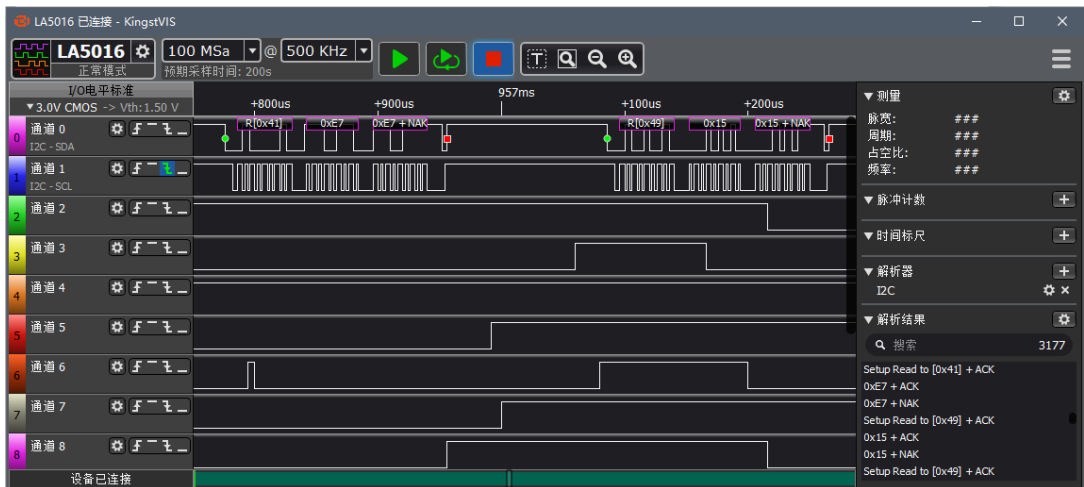 LA5016 已连接 - KingstVIS
LA5016
正常模式
100 MSa @ 500 KHz
预期采样时间: 200s
I/O电平标准
▼3.0V CMOS -> Vth:1.50 V
957ms
+800us +900us +100us +200us
0 通道 0
I2C - SDA
R[0x41] 0xE7 0xE7 + NAK R[0x49] 0x15 0x15 + NAK
1 通道 1
I2C - SCL
2 通道 2
3 通道 3
4 通道 4
5 通道 5
6 通道 6
7 通道 7
8 通道 8
设备已连接
▼测量
脉宽: ###
周期: ###
占空比: ###
频率: ###
▼脉冲计数
▼时间标尺
▼解析器
I2C
▼解析结果
搜索 3177
Setup Read to [0x41] + ACK
0xE7 + ACK
0xE7 + NAK
Setup Read to [0x49] + ACK
0x15 + ACK
0x15 + NAK
Setup Read to [0x49] + ACK